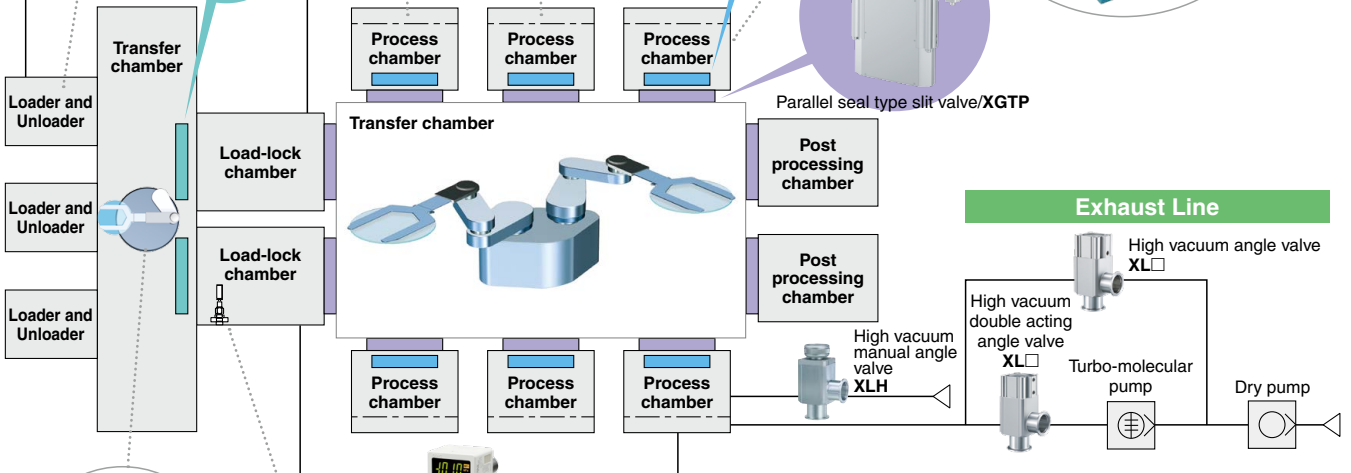 Transfer
chamber
Loader and
Unloader
Loader and
Unloader
Loader and
Unloader
Load-lock
chamber
Load-lock
chamber
Process
chamber
Process
chamber
Process
chamber
Transfer chamber
Process
chamber
Process
chamber
Process
chamber
Parallel seal type slit valve/XGTP
Post
processing
chamber
Post
processing
chamber
Exhaust Line
High vacuum angle valve
XL□
High vacuum
double acting
angle valve
XL□
High vacuum
manual angle
valve
XLH
Turbo-molecular
pump
Dry pump